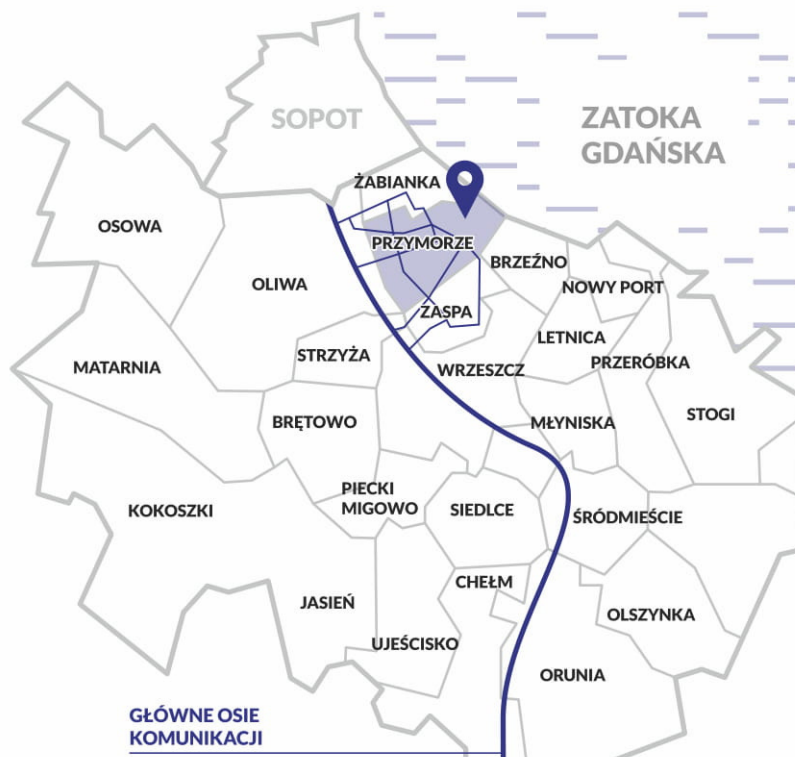 SOPOT
ZATOKA
GDAŃSKA
ŻABIANKA
OSOWA
PRZYMORZE
BRZEŹNO
OLIWA
NOWY PORT
ZASPA
LETNICA
STRZYŻA
PRZERÓBKA
MATARNIA
WRZESZCZ
STOGI
BRĘTOWO
MŁYNISKA
PIECKI
MIGOWO
KOKOSZKI
SIEDLCE
ŚRÓDMIEŚCIE
CHEŁM
JASIEŃ
OLSZYNKA
UJEŚCISKO
ORUNIA
GŁÓWNE OSIE
KOMUNIKACJI